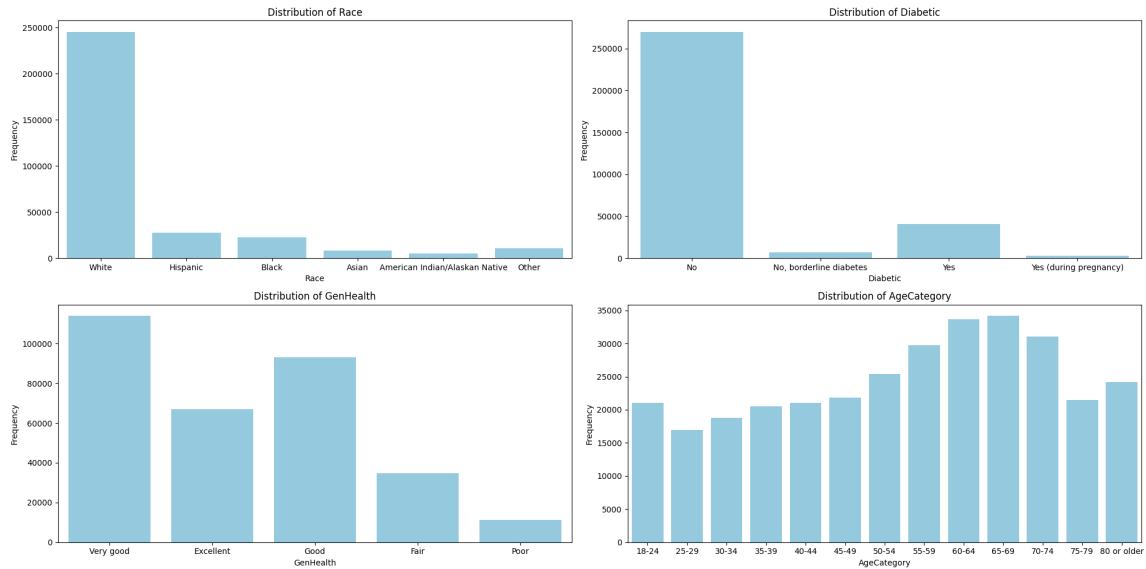 Distribution of Race
250000
200000
150000
100000
50000
0
Frequency
White Hispanic Black Asian American Indian/Alaskan Native Other
Race
Distribution of Diabetic
250000
200000
150000
100000
50000
0
Frequency
No No, borderline diabetes Yes Yes (during pregnancy)
Diabetic
Distribution of GenHealth
100000
80000
60000
40000
20000
0
Frequency
Very good Excellent Good Fair Poor
GenHealth
Distribution of AgeCategory
35000
30000
25000
20000
15000
10000
5000
0
Frequency
18-24 25-29 30-34 35-39 40-44 45-49 50-54 55-59 60-64 65-69 70-74 75-79 80 or older
AgeCategory